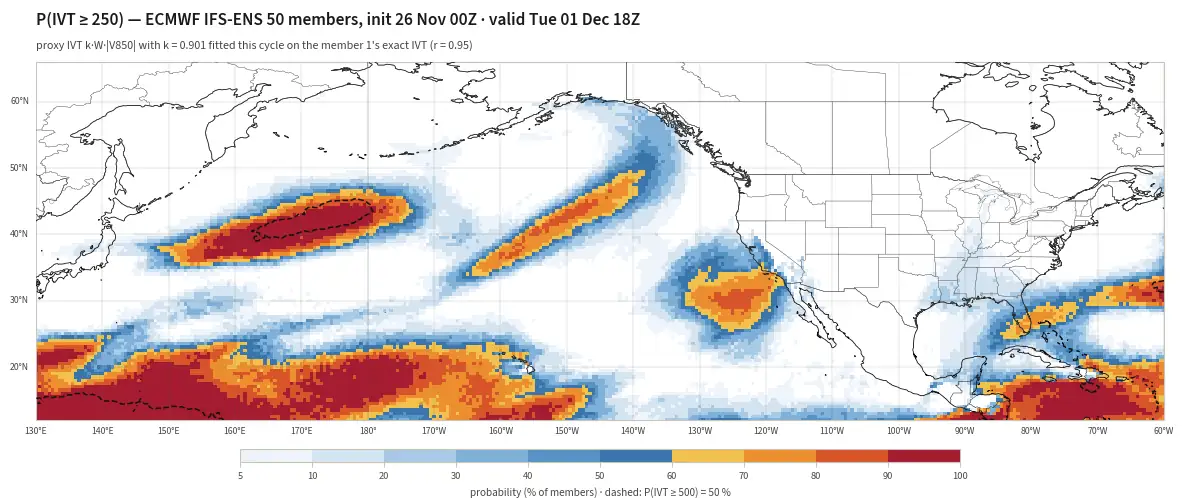 P(IVT ≥ 250) — ECMWF IFS-ENS 50 members, init 26 Nov 00Z · valid Tue 01 Dec 18Z
proxy IVT k·W·|V850| with k = 0.901 fitted this cycle on the member 1's exact IVT (r = 0.95)
60°N
50°N
40°N
30°N
20°N
130°E 140°E 150°E 160°E 170°E 180° 170°W 160°W 150°W 140°W 130°W 120°W 110°W 100°W 90°W 80°W 70°W 60°W
5 10 20 30 40 50 60 70 80 90 100
probability (% of members) · dashed: P(IVT ≥ 500) = 50 %